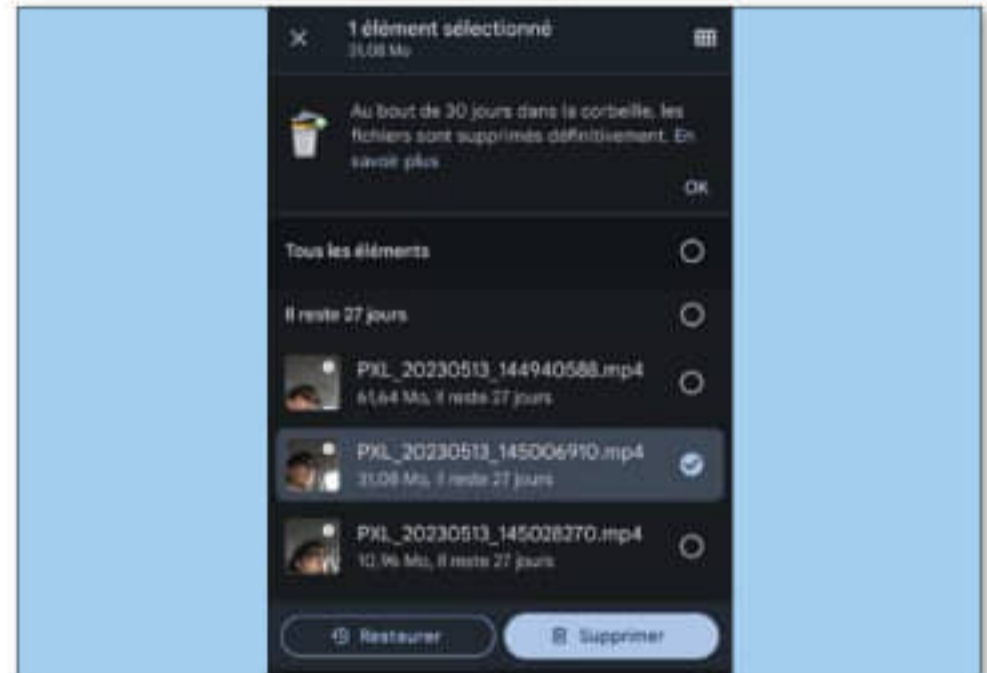 1 élément sélectionné
31,08 Mo
Au bout de 30 jours dans la corbeille, les
fichiers sont supprimés définitivement. En
savoir plus
OK
Tous les éléments
Il reste 27 jours
PXL_20230513_144940588.mp4
61,64 Mo, Il reste 27 jours
PXL_20230513_145006910.mp4
31,08 Mo, Il reste 27 jours
PXL_20230513_145028270.mp4
10,96 Mo, Il reste 27 jours
Restaurer
Supprimer